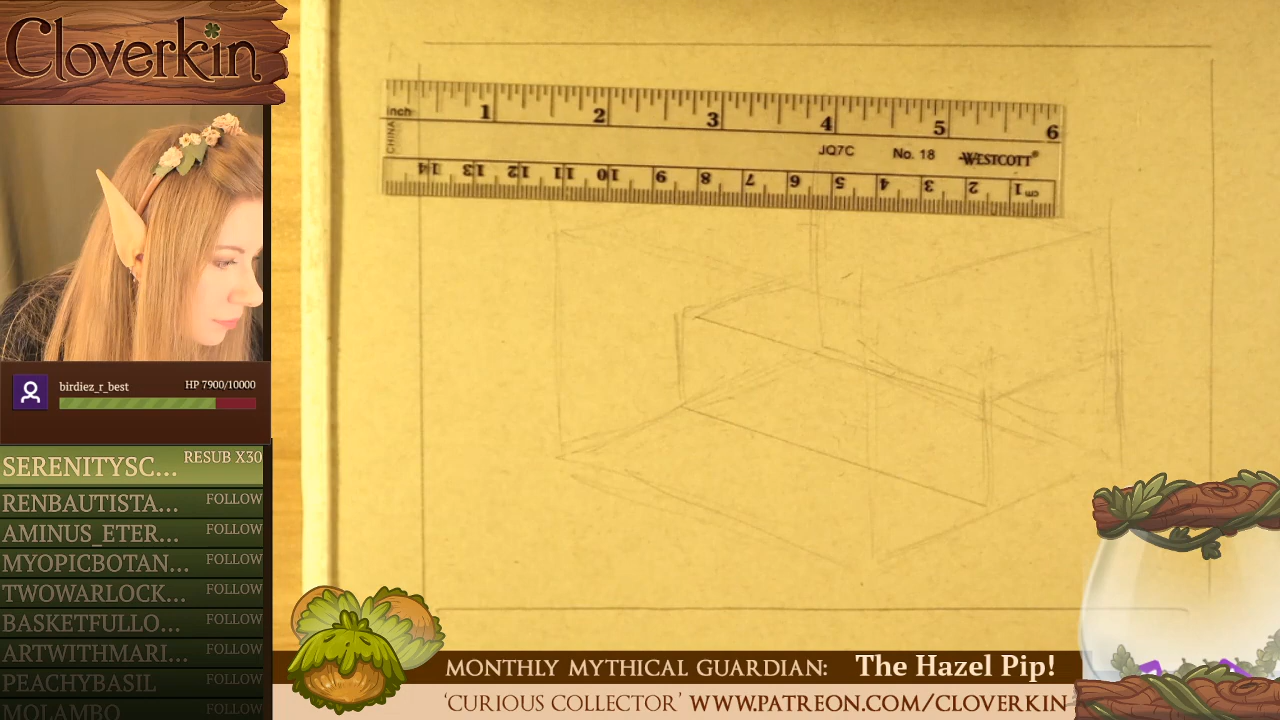 Cloverkin
birdiez_r_best
HP 7900/10000
SERENITYSC... RESUB X30
RENBAUTISTA... FOLLOW
AMINUS_ETER... FOLLOW
MYOPICBOTAN... FOLLOW
TWOWARLOCK... FOLLOW
BASKETFULLO... FOLLOW
ARTWITHMARI... FOLLOW
PEACHYBASIL FOLLOW
MOLAMBO FOLLOW
inch 1 2 3 4 5 6
CHINA
JQ7C No. 18 WESTCOTT®
14 13 12 11 10 9 8 7 6 5 4 3 2 1 cm
MONTHLY MYTHICAL GUARDIAN: The Hazel Pip!
'CURIOUS COLLECTOR' WWW.PATREON.COM/CLOVERKIN